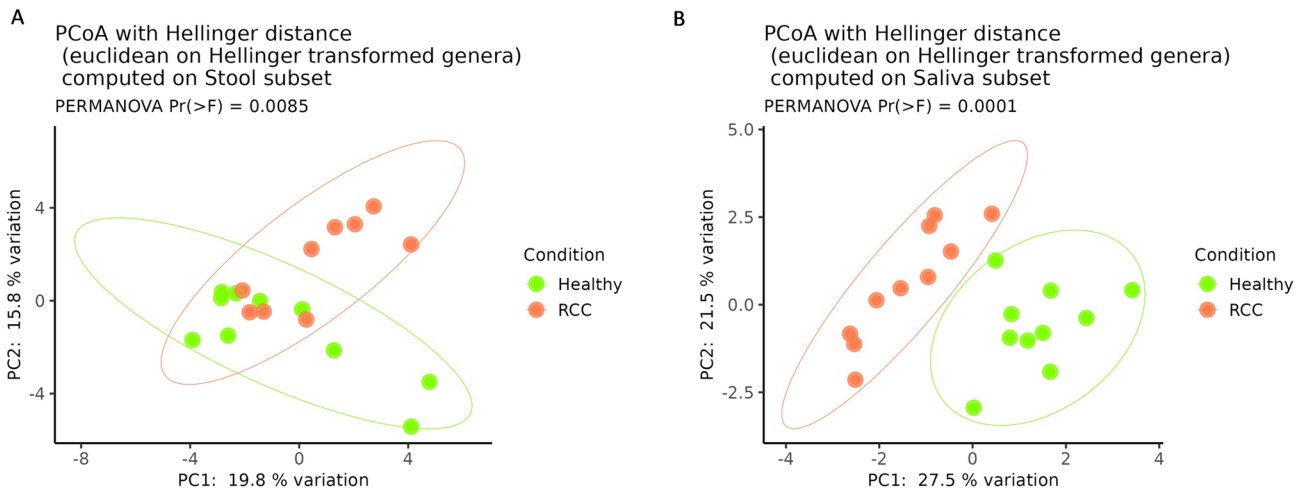 A
PCoA with Hellinger distance
(euclidean on Hellinger transformed genera)
computed on Stool subset
PERMANOVA Pr(>F) = 0.0085
PC2: 15.8 % variation
4
0
-4
-8
-4
0
4
PC1: 19.8 % variation
Condition
Healthy
RCC
B
PCoA with Hellinger distance
(euclidean on Hellinger transformed genera)
computed on Saliva subset
PERMANOVA Pr(>F) = 0.0001
PC2: 21.5 % variation
5.0
2.5
0.0
-2.5
-4
-2
0
2
4
PC1: 27.5 % variation
Condition
Healthy
RCC